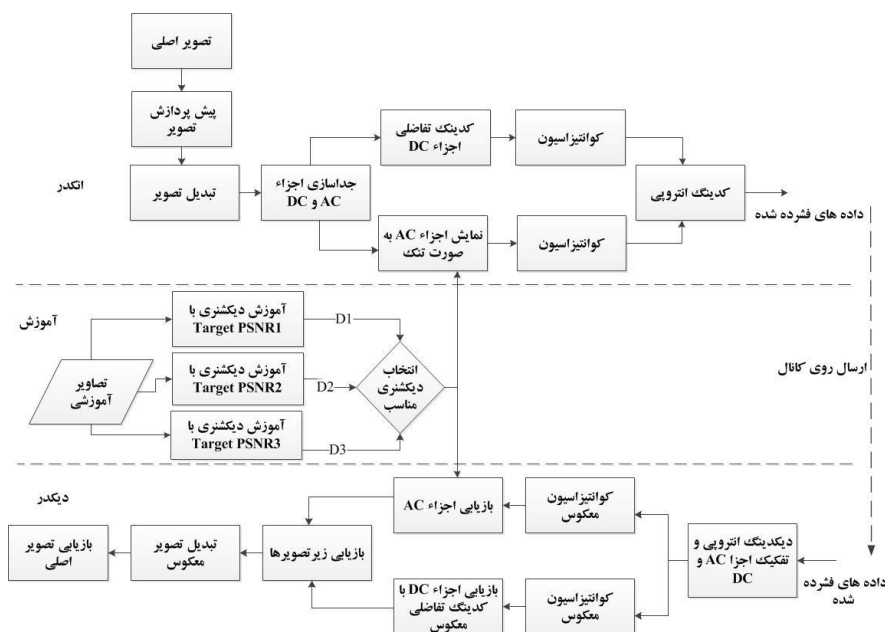 تصویر اصلی
پیش پردازش
تصویر
تبدیل تصویر
جداسازی اجزاء
DC و AC
کدینک تفاضلی
اجزاء DC
کوانتیزاسیون
نمایش اجزاء AC به
صورت تنک
کوانتیزاسیون
کدینگ انتروپی
داده های فشرده شده
انکدر
آموزش
تصاویر
آموزشی
آموزش دیکشنری با
Target PSNR1
D1
آموزش دیکشنری با
Target PSNR2
D2
آموزش دیکشنری با
Target PSNR3
D3
انتخاب
دیکشنری
مناسب
ارسال روی کانال
دیکدر
داده های فشرده
شده
دیکدینگ انتروپی و
تفکیک اجزا AC و
DC
کوانتیزاسیون
معکوس
بازیابی اجزاء AC
کوانتیزاسیون
معکوس
بازیابی اجزاء DC با
کدینگ تفاضلی
معکوس
بازیابی زیرتصویرها
تبدیل تصویر
معکوس
بازیابی تصویر
اصلی